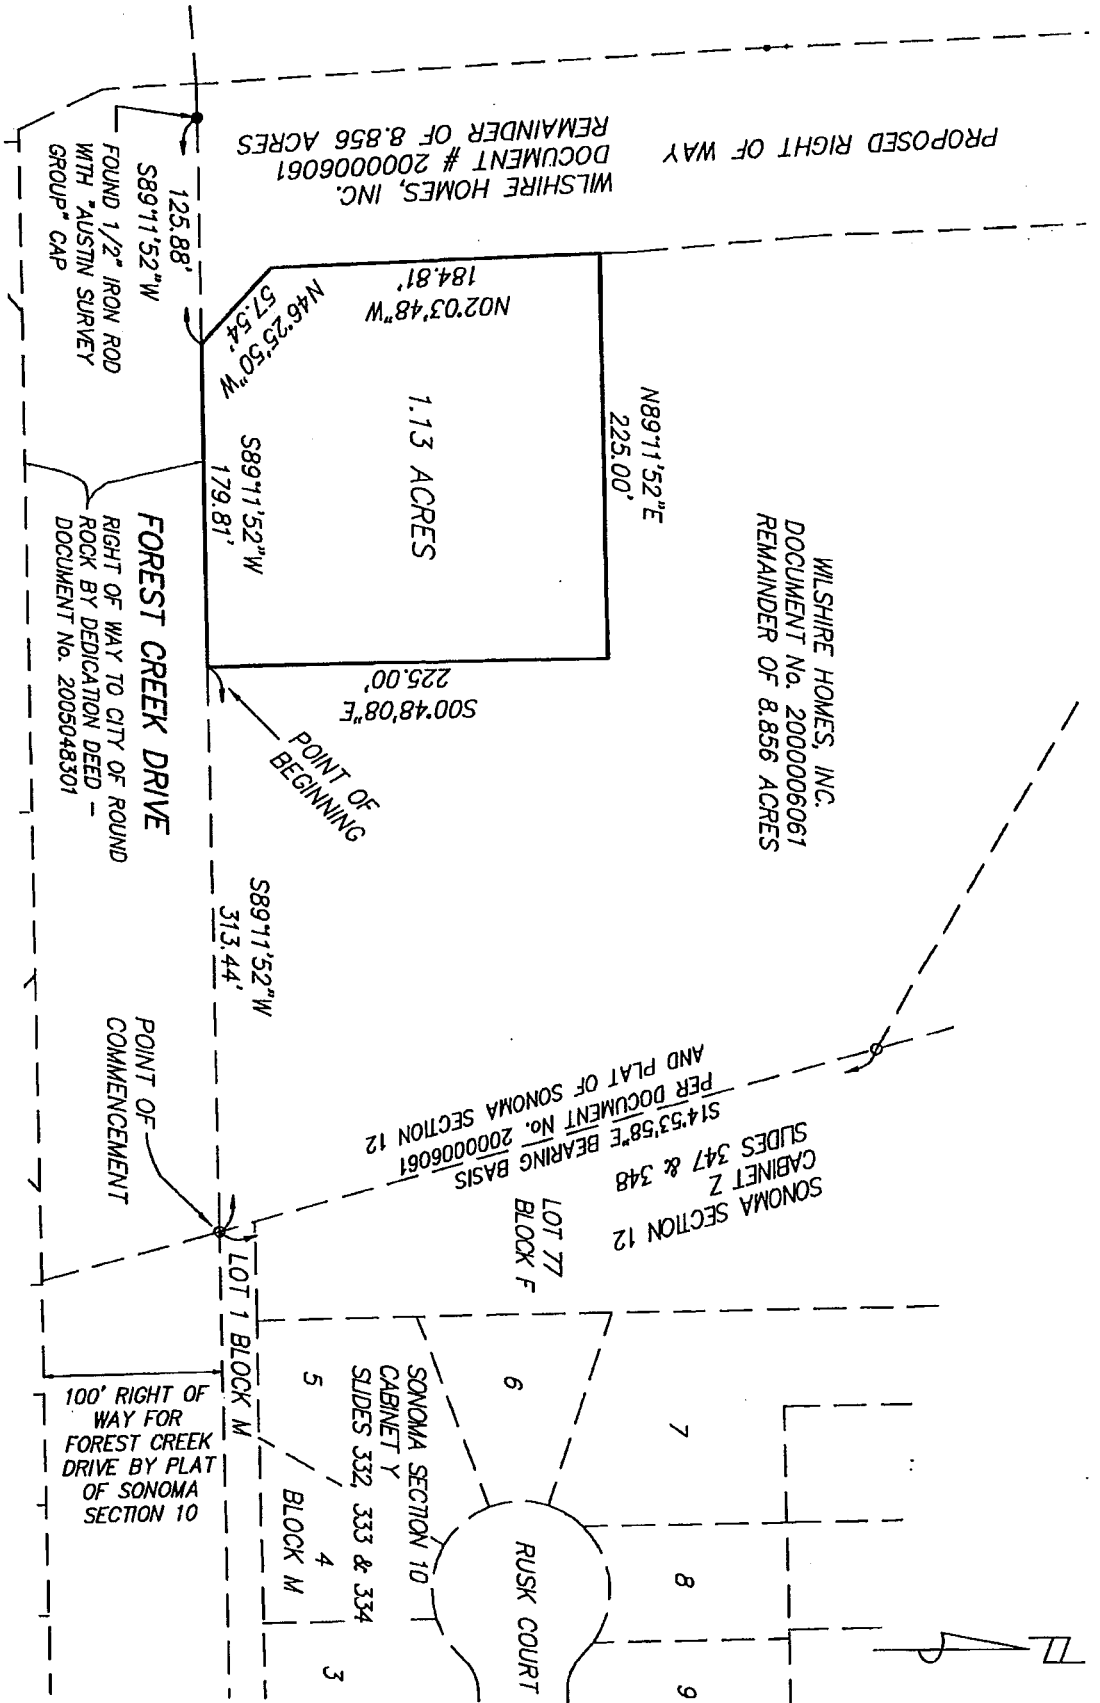 PROPOSED RIGHT OF WAY
WILSHIRE HOMES, INC.
DOCUMENT # 200006061
REMAINDER OF 8.856 ACRES
125.88'
S89°11'52"W
FOUND 1/2" IRON ROD
WITH "AUSTIN SURVEY
GROUP" CAP
N02°03'48"W
184.81'
N46°25'50"W
57.54'
1.13 ACRES
N89°11'52"E
225.00'
S89°11'52"W
179.81'
S00°48'08"E
225.00'
POINT OF
BEGINNING
WILSHIRE HOMES, INC.
DOCUMENT No. 200006061
REMAINDER OF 8.856 ACRES
FOREST CREEK DRIVE
RIGHT OF WAY TO CITY OF ROUND
ROCK BY DEDICATION DEED -
DOCUMENT No. 2005048301
S89°11'52"W
313.44'
POINT OF
COMMENCEMENT
S14°53'58"E BEARING BASIS
PER DOCUMENT No. 200006061
AND PLAT OF SONOMA SECTION 12
SONOMA SECTION 12
CABINET Z
SLIDES 347 & 348
LOT 77
BLOCK F
LOT 1 BLOCK M
100' RIGHT OF
WAY FOR
FOREST CREEK
DRIVE BY PLAT
OF SONOMA
SECTION 10
SONOMA SECTION 10
CABINET Y
SLIDES 332, 333 & 334
5
6
7
4
BLOCK M
3
8
9
RUSK COURT